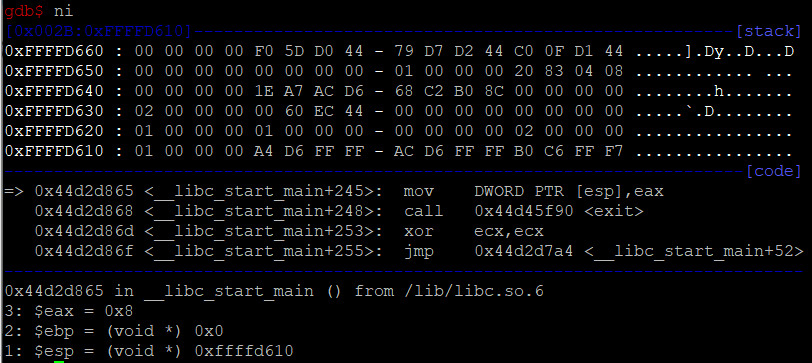 gdb$ ni
[0x002B:0xFFFFD610]------------------------------------------------------[stack]
0xFFFFD660 : 00 00 00 00 F0 5D D0 44 - 79 D7 D2 44 C0 0F D1 44 .....].Dy..D...D
0xFFFFD650 : 00 00 00 00 00 00 00 00 - 01 00 00 00 20 83 04 08 ............ ...
0xFFFFD640 : 00 00 00 00 1E A7 AC D6 - 68 C2 B0 8C 00 00 00 00 ........h.......
0xFFFFD630 : 02 00 00 00 00 60 EC 44 - 00 00 00 00 00 00 00 00 .....`.D........
0xFFFFD620 : 01 00 00 00 01 00 00 00 - 00 00 00 00 02 00 00 00 ................
0xFFFFD610 : 01 00 00 00 A4 D6 FF FF - AC D6 FF FF B0 C6 FF F7 ................
--------------------------------------------------------------------------[code]
=> 0x44d2d865 <__libc_start_main+245>: mov DWORD PTR [esp],eax
0x44d2d868 <__libc_start_main+248>: call 0x44d45f90 <exit>
0x44d2d86d <__libc_start_main+253>: xor ecx,ecx
0x44d2d86f <__libc_start_main+255>: jmp 0x44d2d7a4 <__libc_start_main+52>
--------------------------------------------------------------------------------
0x44d2d865 in __libc_start_main () from /lib/libc.so.6
3: $eax = 0x8
2: $ebp = (void *) 0x0
1: $esp = (void *) 0xffffd610